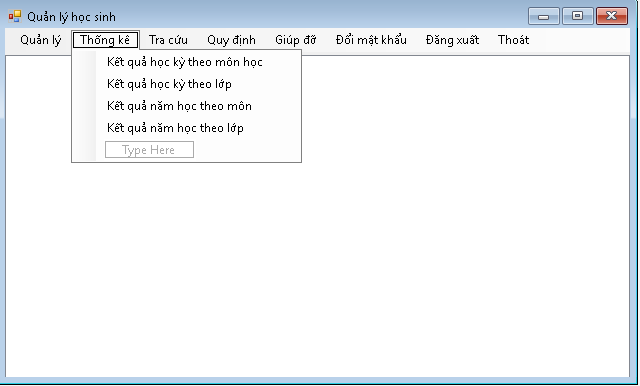 Quản lý học sinh
Quản lý Thống kê Tra cứu Quy định Giúp đỡ Đổi mật khẩu Đăng xuất Thoát
Kết quả học kỳ theo môn học
Kết quả học kỳ theo lớp
Kết quả năm học theo môn
Kết quả năm học theo lớp
Type Here